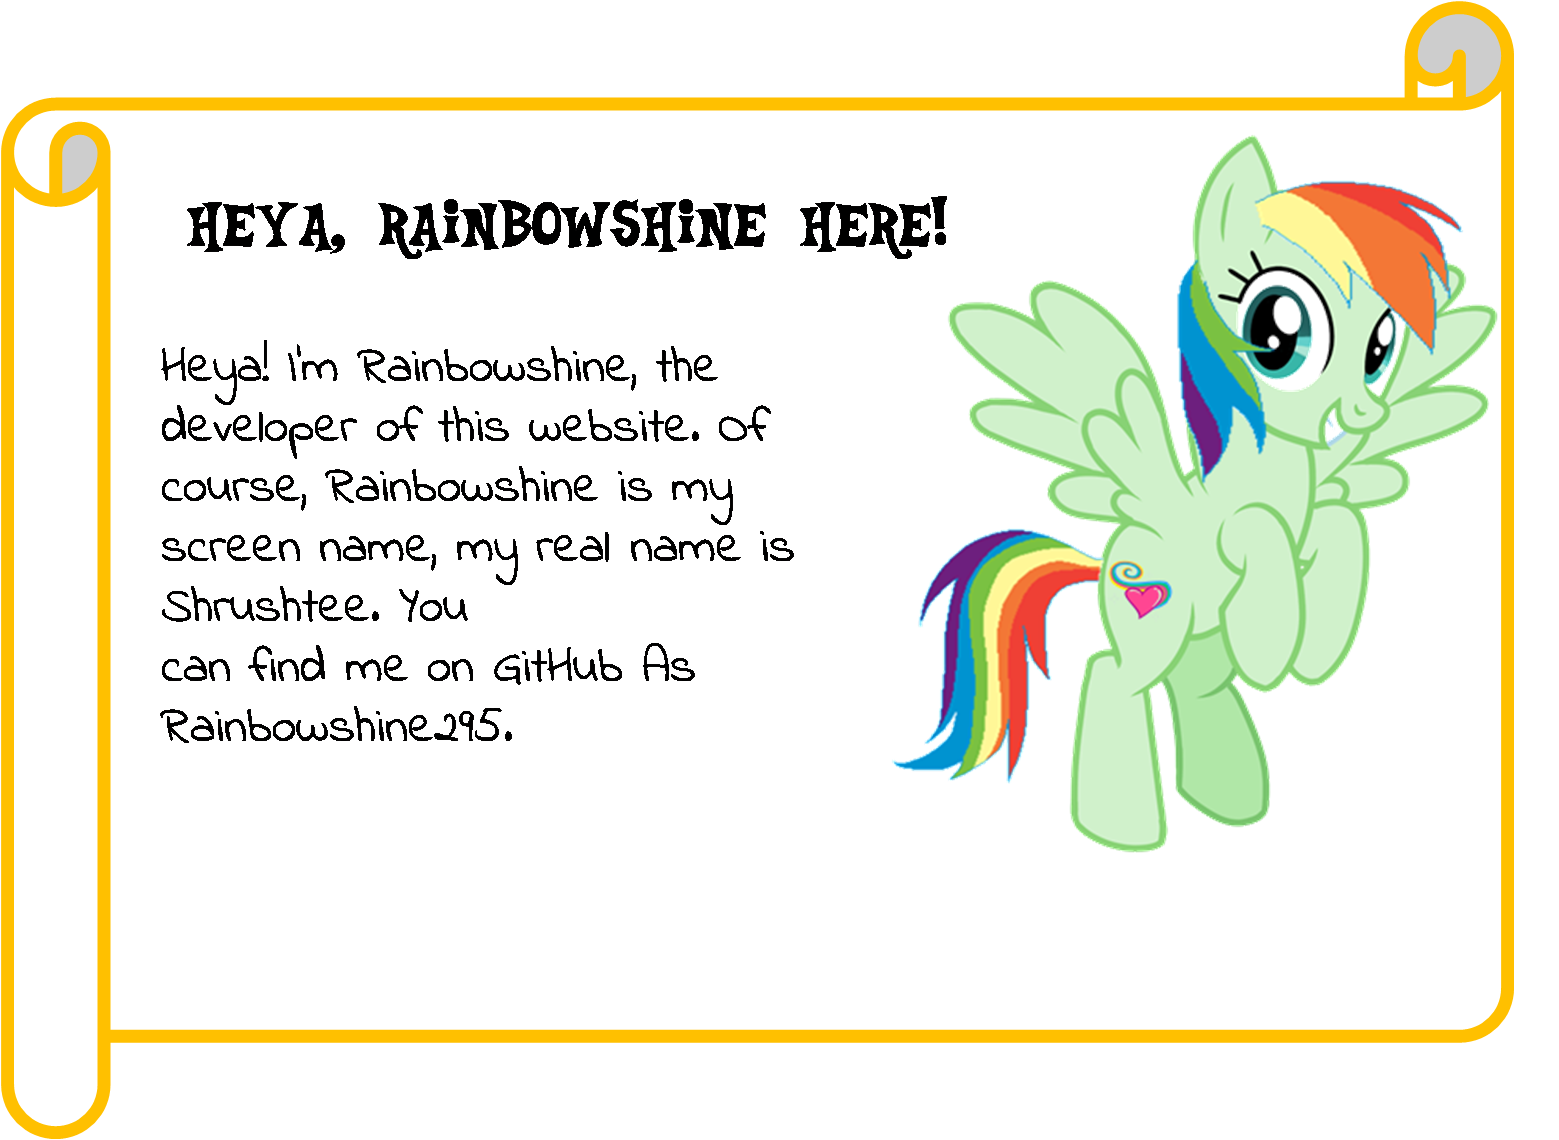 HEYA, RAiNBOWSHiNE HERE!
Heya! I'm Rainbowshine, the
developer of this website. Of
course, Rainbowshine is my
screen name, my real name is
Shrushtee. You
can find me on GitHub As
Rainbowshine295.